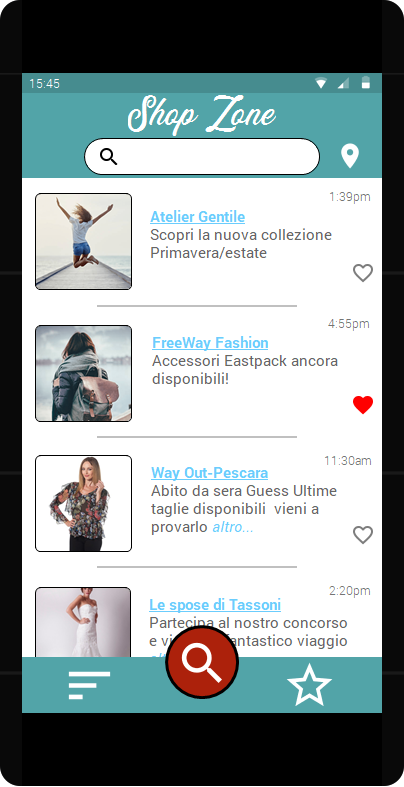 15:45
Shop Zone
1:39pm
Atelier Gentile
Scopri la nuova collezione
Primavera/estate
4:55pm
FreeWay Fashion
Accessori Eastpack ancora
disponibili!
11:30am
Way Out-Pescara
Abito da sera Guess Ultime
taglie disponibili vieni a
provarlo altro...
2:20pm
Le spose di Tassoni
Partecipa al nostro concorso
e fantastico viaggio